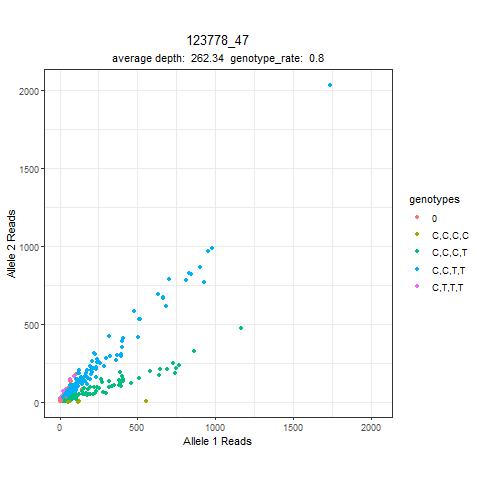 123778_47
average depth:  262.34  genotype_rate:  0.8
2000
1500
1000
500
0
Allele 2 Reads
0 500 1000 1500 2000
Allele 1 Reads
genotypes
0
C,C,C,C
C,C,C,T
C,C,T,T
C,T,T,T